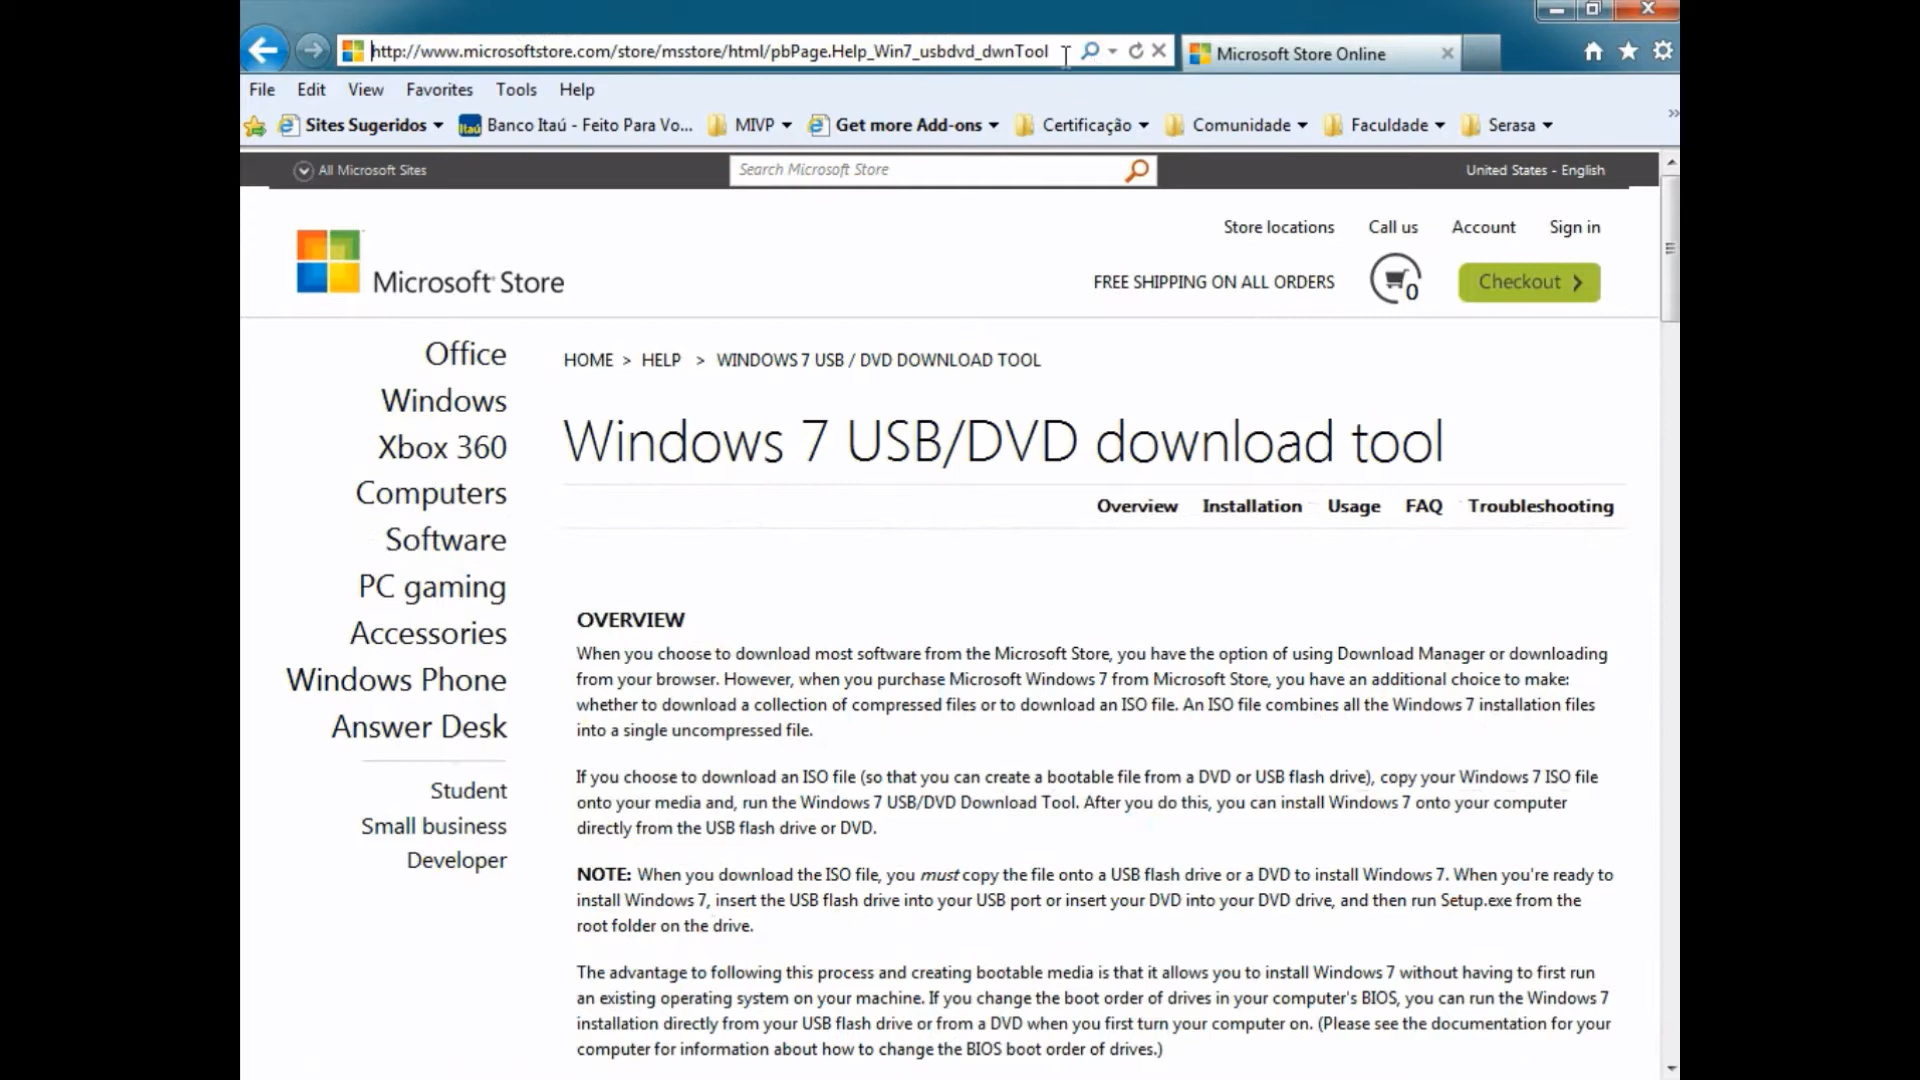 http://www.microsoftstore.com/store/msstore/html/pbPage.Help_Win7_usbdvd_dwnTool
Microsoft Store Online
File Edit View Favorites Tools Help
Sites Sugeridos Banco Itaú - Feito Para Vo... MIVP Get more Add-ons Certificação Comunidade Faculdade Serasa
All Microsoft Sites
Search Microsoft Store
United States - English
Store locations Call us Account Sign in
Microsoft Store
FREE SHIPPING ON ALL ORDERS
0
Checkout
Office
Windows
Xbox 360
Computers
Software
PC gaming
Accessories
Windows Phone
Answer Desk
Student
Small business
Developer
HOME > HELP > WINDOWS 7 USB / DVD DOWNLOAD TOOL
Windows 7 USB/DVD download tool
Overview Installation Usage FAQ Troubleshooting
OVERVIEW
When you choose to download most software from the Microsoft Store, you have the option of using Download Manager or downloading
from your browser. However, when you purchase Microsoft Windows 7 from Microsoft Store, you have an additional choice to make:
whether to download a collection of compressed files or to download an ISO file. An ISO file combines all the Windows 7 installation files
into a single uncompressed file.
If you choose to download an ISO file (so that you can create a bootable file from a DVD or USB flash drive), copy your Windows 7 ISO file
onto your media and, run the Windows 7 USB/DVD Download Tool. After you do this, you can install Windows 7 onto your computer
directly from the USB flash drive or DVD.
NOTE: When you download the ISO file, you must copy the file onto a USB flash drive or a DVD to install Windows 7. When you're ready to
install Windows 7, insert the USB flash drive into your USB port or insert your DVD into your DVD drive, and then run Setup.exe from the
root folder on the drive.
The advantage to following this process and creating bootable media is that it allows you to install Windows 7 without having to first run
an existing operating system on your machine. If you change the boot order of drives in your computer's BIOS, you can run the Windows 7
installation directly from your USB flash drive or from a DVD when you first turn your computer on. (Please see the documentation for your
computer for information about how to change the BIOS boot order of drives.)